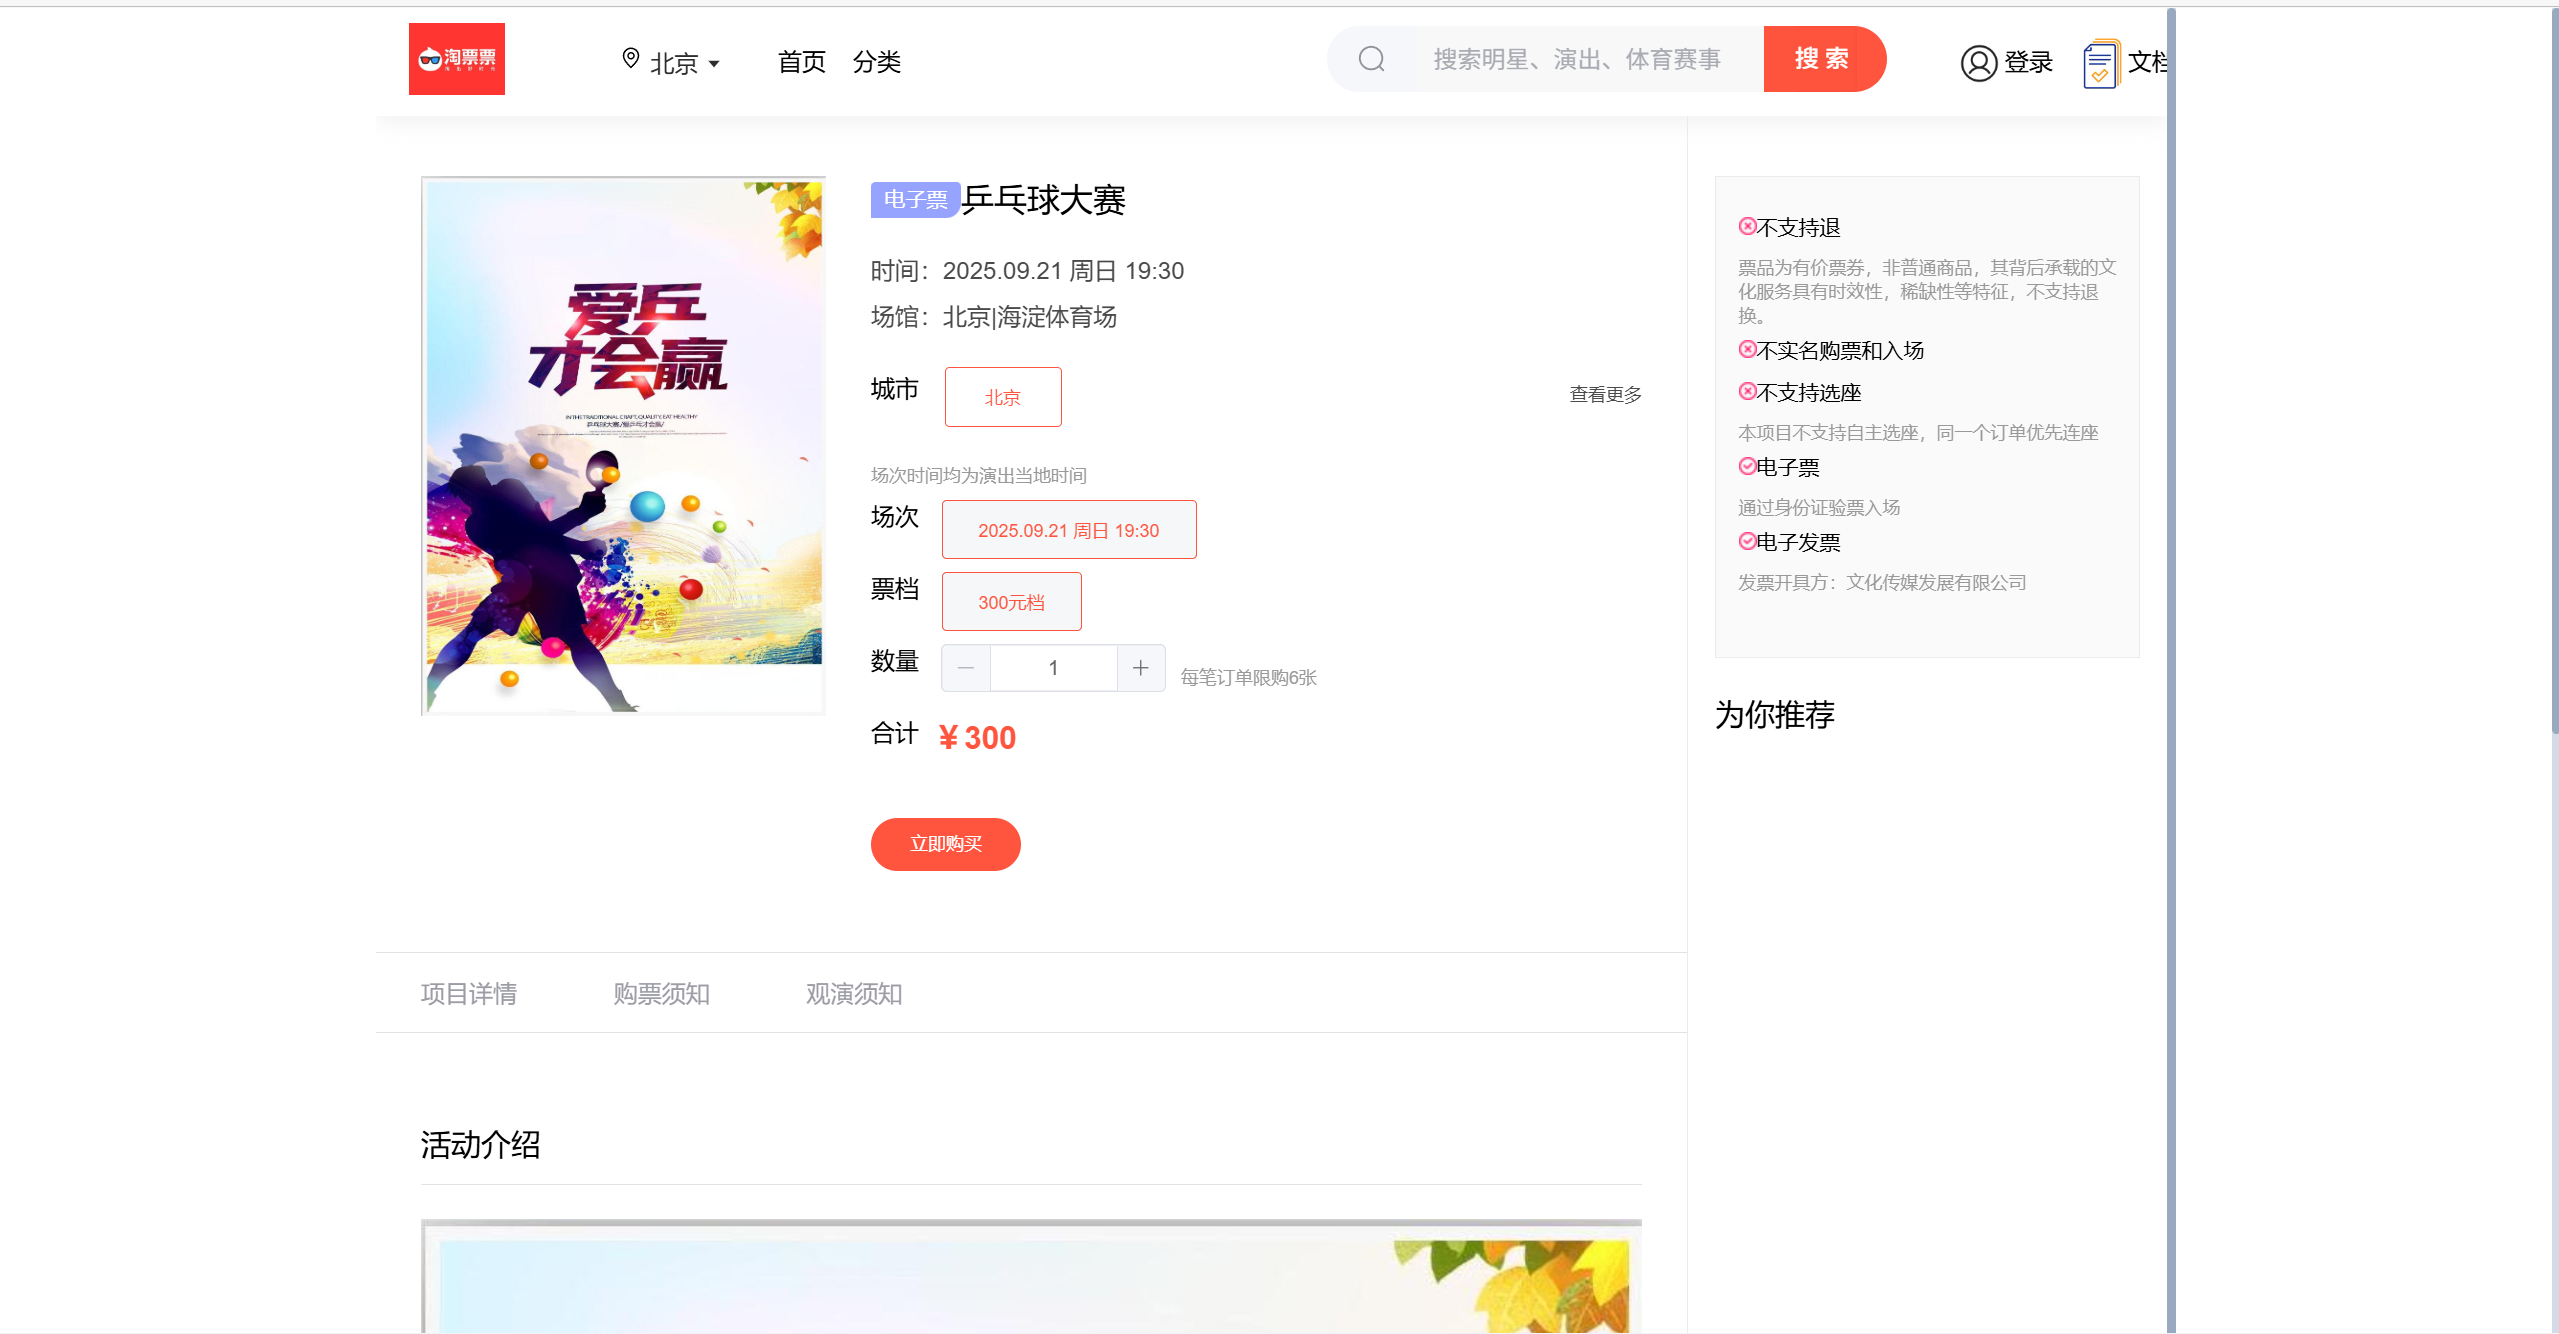 淘票票
北京
首页
分类
搜索明星、演出、体育赛事
搜 索
登录
文档
爱乒
才会赢
IN THE TRADITIONAL CRAFT, QUALITY, EAT HEALTHY
电子票
乒乓球大赛
时间：2025.09.21 周日 19:30
场馆：北京|海淀体育场
城市
北京
查看更多
场次时间均为演出当地时间
场次
2025.09.21 周日 19:30
票档
300元档
数量
1
每笔订单限购6张
合计
¥ 300
立即购买
不支持退
票品为有价票券，非普通商品，其背后承载的文
化服务具有时效性，稀缺性等特征，不支持退
换。
不实名购票和入场
不支持选座
本项目不支持自主选座，同一个订单优先连座
电子票
通过身份证验票入场
电子发票
发票开具方：文化传媒发展有限公司
为你推荐
项目详情
购票须知
观演须知
活动介绍